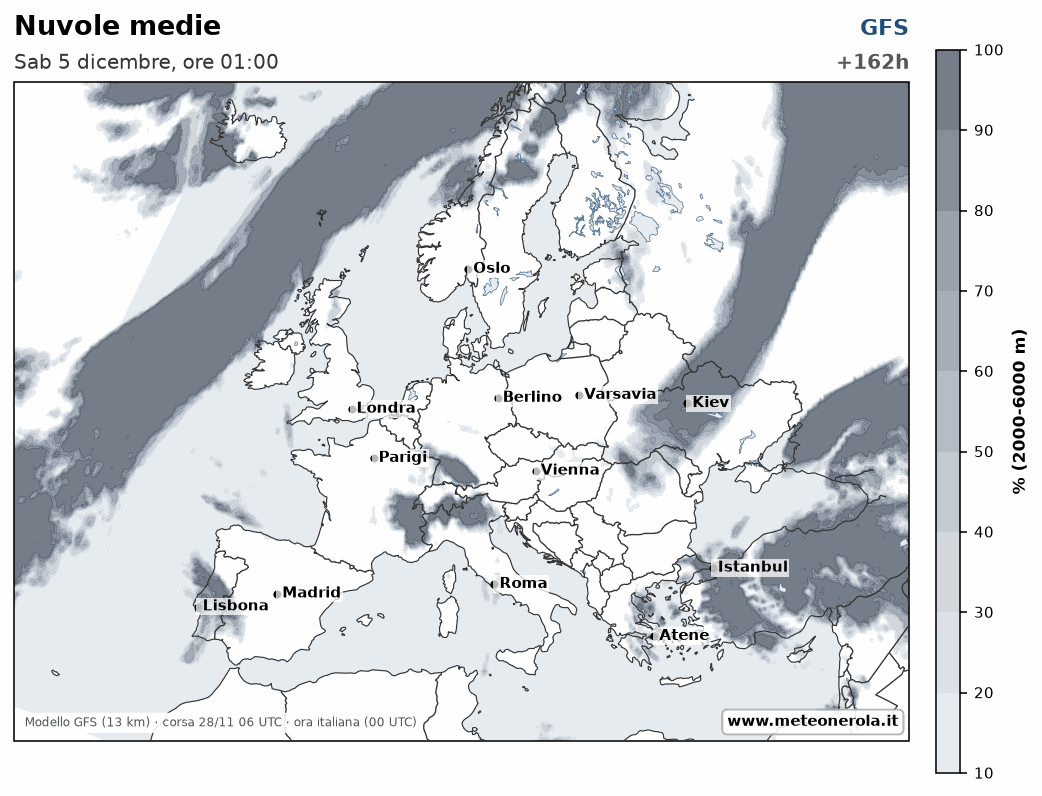 Nuvole medie
GFS
Sab 5 dicembre, ore 01:00
+162h
100
90
80
70
60
50
40
30
20
10
% (2000-6000 m)
Oslo
Londra
Berlino
Varsavia
Kiev
Parigi
Vienna
Istanbul
Roma
Madrid
Lisbona
Atene
Modello GFS (13 km) · corsa 28/11 06 UTC · ora italiana (00 UTC)
www.meteonerola.it